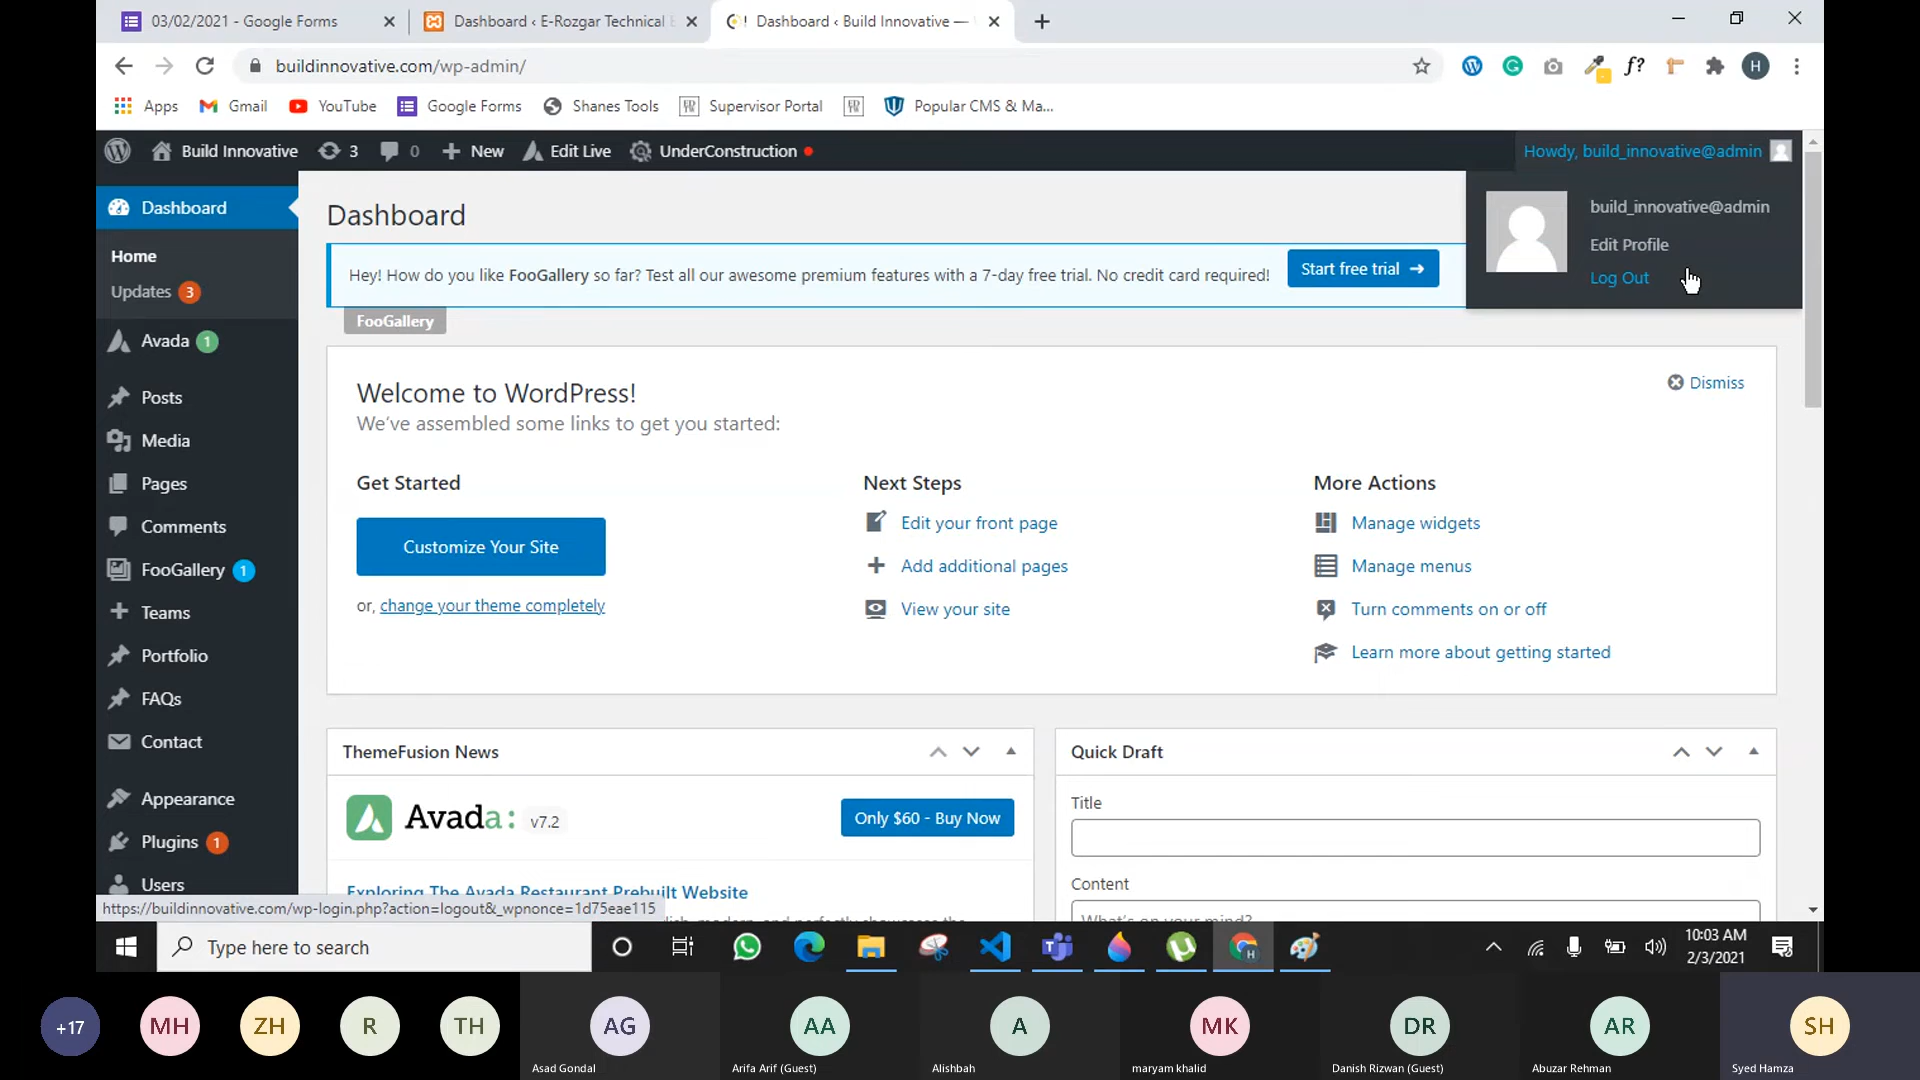 03/02/2021 - Google Forms
Dashboard ‹ E-Rozgar Technical
Dashboard ‹ Build Innovative —
buildinnovative.com/wp-admin/
f?
H
Apps
Gmail
YouTube
Google Forms
Shanes Tools
Supervisor Portal
Popular CMS & Ma...
Build Innovative
3
0
New
Edit Live
UnderConstruction
Howdy, build_innovative@admin
build_innovative@admin
Edit Profile
Log Out
Dashboard
Home
Updates 3
Avada 1
Posts
Media
Pages
Comments
FooGallery 1
Teams
Portfolio
FAQs
Contact
Appearance
Plugins 1
Users
Dashboard
Hey! How do you like FooGallery so far? Test all our awesome premium features with a 7-day free trial. No credit card required!
Start free trial →
FooGallery
Welcome to WordPress!
We've assembled some links to get you started:
Dismiss
Get Started
Customize Your Site
or, change your theme completely
Next Steps
Edit your front page
Add additional pages
View your site
More Actions
Manage widgets
Manage menus
Turn comments on or off
Learn more about getting started
ThemeFusion News
Avada: v7.2
Only $60 - Buy Now
Exploring The Avada Restaurant Prebuilt Website
Quick Draft
Title
Content
What's on your mind?
https://buildinnovative.com/wp-login.php?action=logout&_wpnonce=1d75eae115
Type here to search
10:03 AM
2/3/2021
+17
MH
ZH
R
TH
AG
Asad Gondal
AA
Arifa Arif (Guest)
A
Alishbah
MK
maryam khalid
DR
Danish Rizwan (Guest)
AR
Abuzar Rehman
SH
Syed Hamza